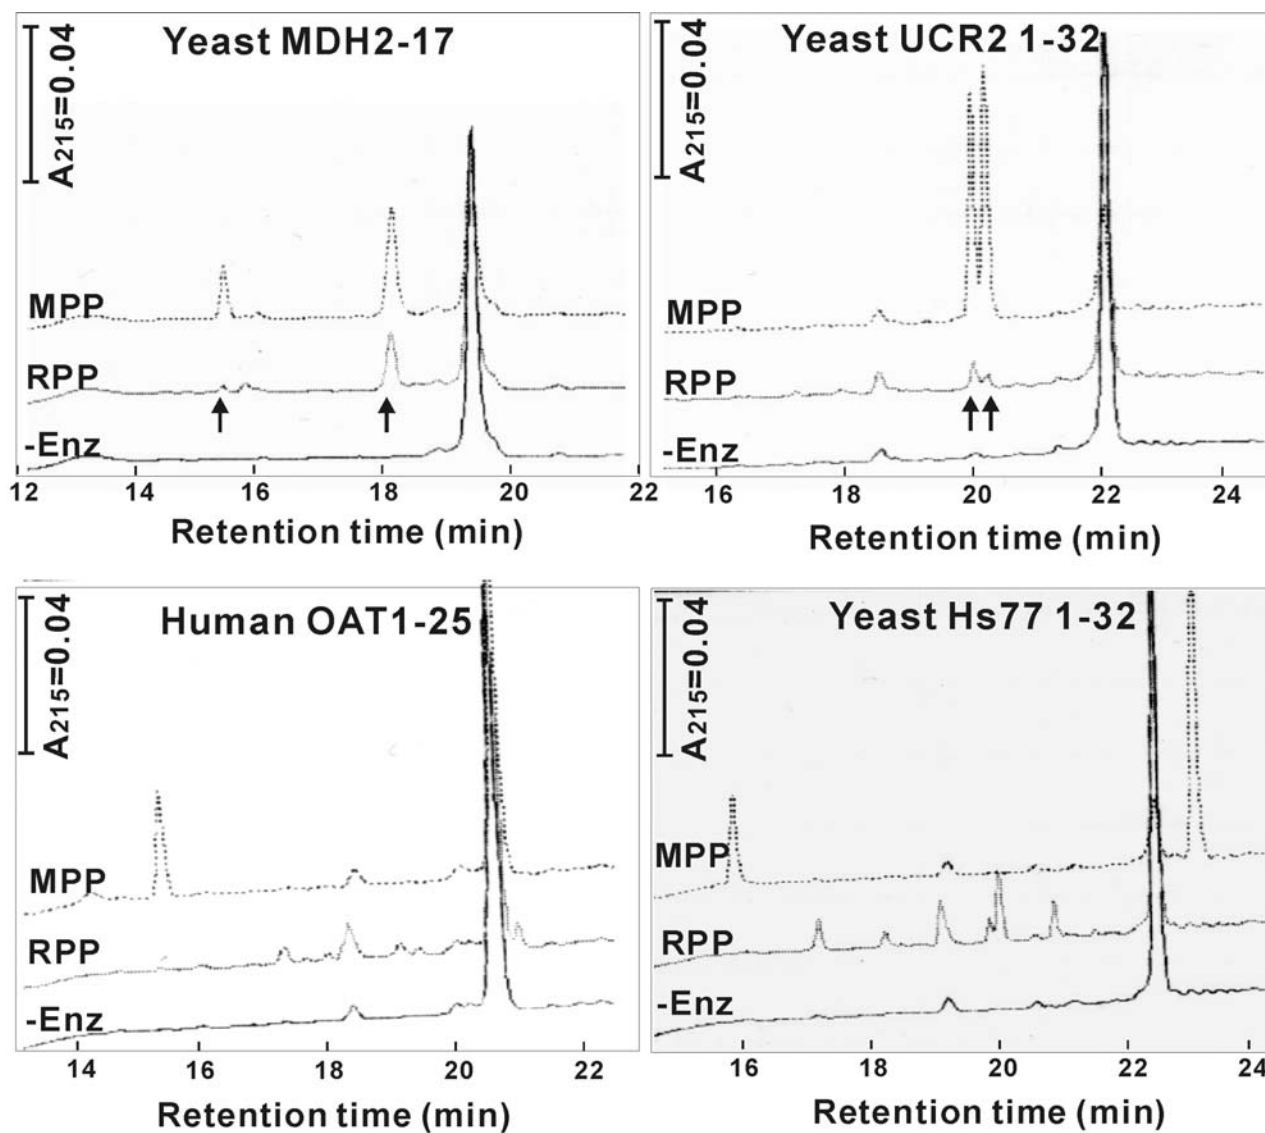 Yeast MDH2-17
A215=0.04
MPP
RPP
-Enz
12 14 16 18 20 22
Retention time (min)
Yeast UCR2 1-32
A215=0.04
MPP
RPP
-Enz
16 18 20 22 24
Retention time (min)
Human OAT1-25
A215=0.04
MPP
RPP
-Enz
14 16 18 20 22
Retention time (min)
Yeast Hs77 1-32
A215=0.04
MPP
RPP
-Enz
16 18 20 22 24
Retention time (min)